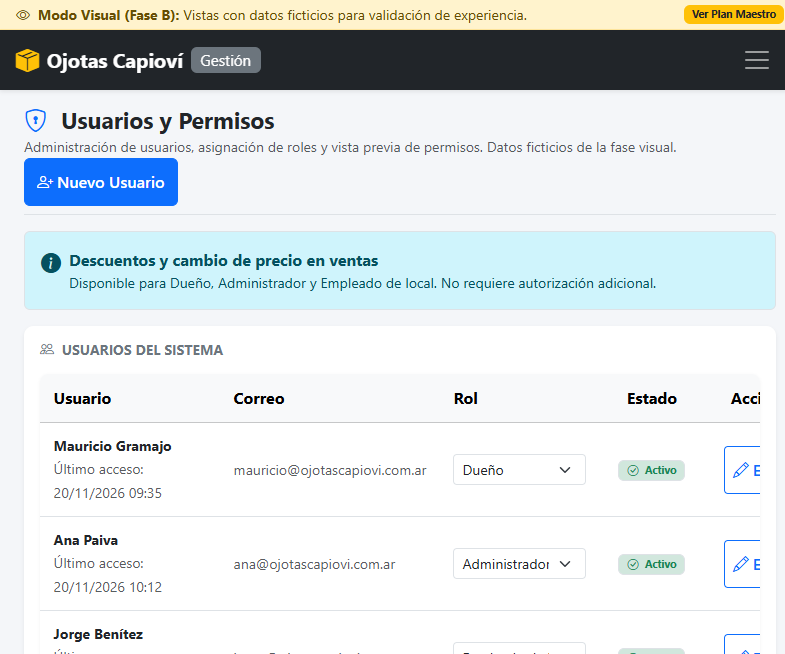 Modo Visual (Fase B): Vistas con datos ficticios para validación de experiencia.
Ver Plan Maestro
Ojotas Capioví
Gestión
Usuarios y Permisos
Administración de usuarios, asignación de roles y vista previa de permisos. Datos ficticios de la fase visual.
Nuevo Usuario
Descuentos y cambio de precio en ventas
Disponible para Dueño, Administrador y Empleado de local. No requiere autorización adicional.
USUARIOS DEL SISTEMA
Usuario Correo Rol Estado Acci
Mauricio Gramajo
Último acceso:
20/11/2026 09:35
mauricio@ojotascapiovi.com.ar
Dueño
Activo
E
Ana Paiva
Último acceso:
20/11/2026 10:12
ana@ojotascapiovi.com.ar
Administrador
Activo
E
Jorge Benítez